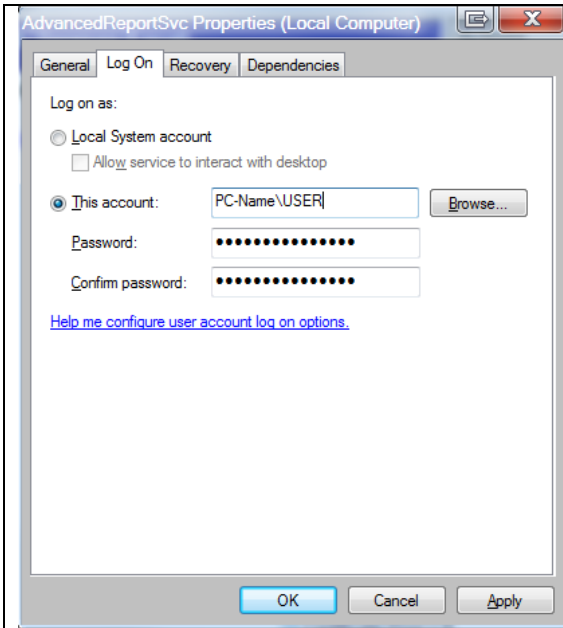 AdvancedReportSvc Properties (Local Computer)
General Log On Recovery Dependencies
Log on as:
Local System account
Allow service to interact with desktop
This account: PC-Name\USER Browse...
Password: •••••••••••••••
Confirm password: •••••••••••••••
Help me configure user account log on options.
OK Cancel Apply